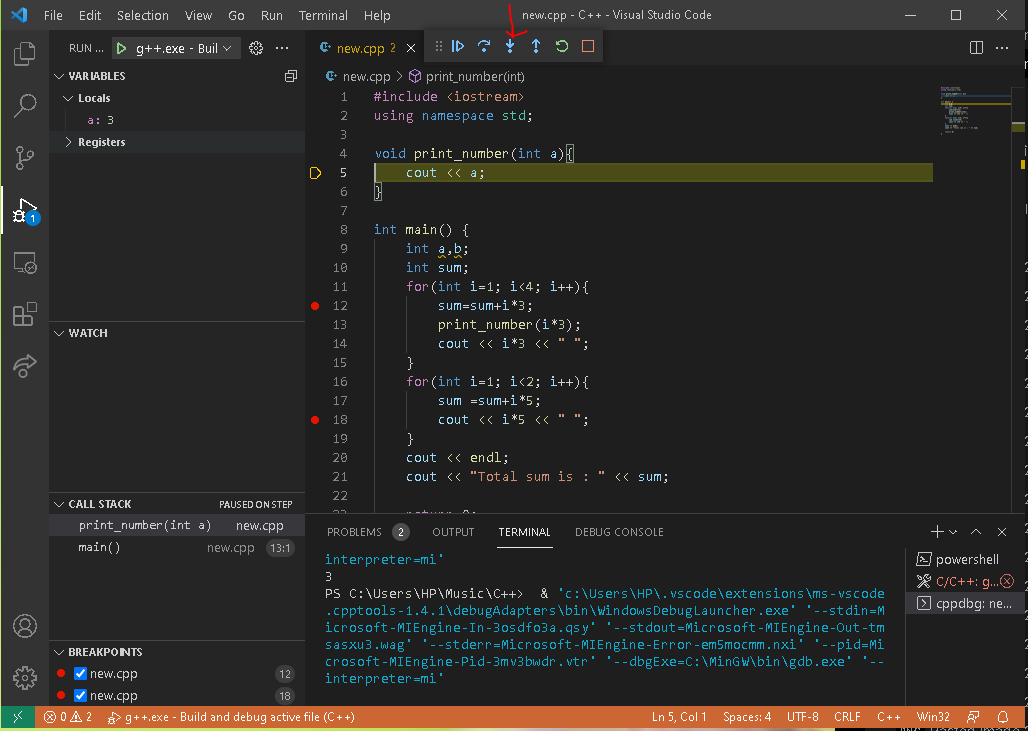 File Edit Selection View Go Run Terminal Help new.cpp - C++ - Visual Studio Code
RUN ... g++.exe - Buil
new.cpp 2
VARIABLES
Locals
a: 3
Registers
WATCH
CALL STACK PAUSED ON STEP
print_number(int a) new.cpp
main() new.cpp 13:1
BREAKPOINTS
new.cpp 12
new.cpp 18
1
new.cpp > print_number(int)
1 #include <iostream>
2 using namespace std;
3
4 void print_number(int a){
5 cout << a;
6 }
7
8 int main() {
9 int a,b;
10 int sum;
11 for(int i=1; i<4; i++){
12 sum=sum+i*3;
13 print_number(i*3);
14 cout << i*3 << " ";
15 }
16 for(int i=1; i<2; i++){
17 sum =sum+i*5;
18 cout << i*5 << " ";
19 }
20 cout << endl;
21 cout << "Total sum is : " << sum;
22
PROBLEMS 2 OUTPUT TERMINAL DEBUG CONSOLE
interpreter=mi'
3
PS C:\Users\HP\Music\C++> & 'c:\Users\HP\.vscode\extensions\ms-vscode
.cpptools-1.4.1\debugAdapters\bin\WindowsDebugLauncher.exe' '--stdin=M
icrosoft-MIEngine-In-3osdfo3a.qsy' '--stdout=Microsoft-MIEngine-Out-tm
sasxu3.wag' '--stderr=Microsoft-MIEngine-Error-em5mocmm.nxi' '--pid=Mi
crosoft-MIEngine-Pid-3mv3bwdr.vtr' '--dbgExe=C:\MinGW\bin\gdb.exe' '--
interpreter=mi'
powershell
C/C++: g...
cppdbg: ne...
0 2 g++.exe - Build and debug active file (C++) Ln 5, Col 1 Spaces: 4 UTF-8 CRLF C++ Win32